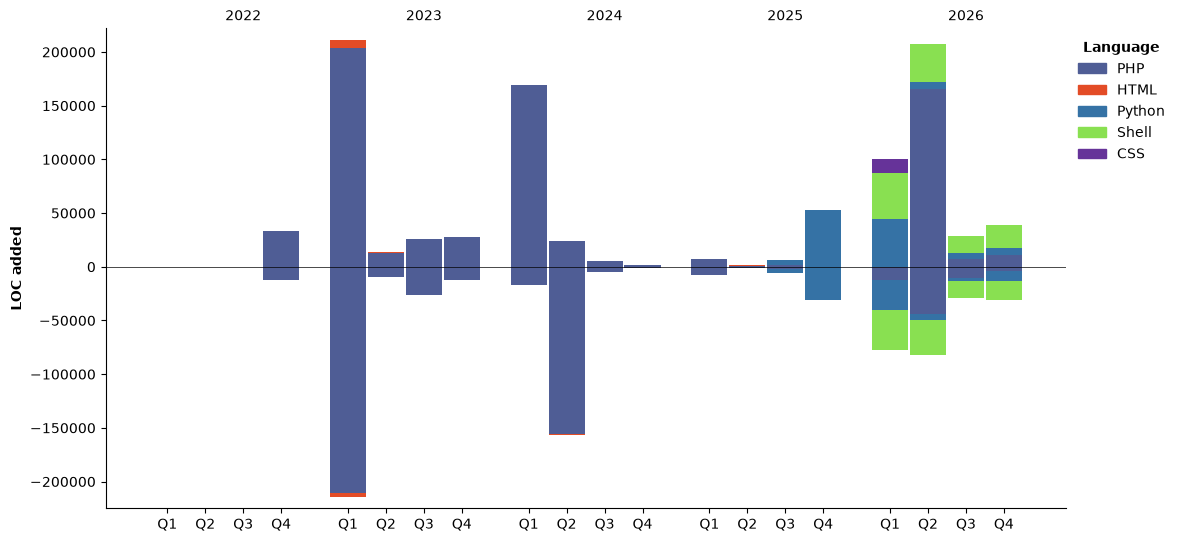 2022 2023 2024 2025 2026
200000
150000
100000
50000
0
−50000
−100000
−150000
−200000
LOC added
Q1 Q2 Q3 Q4 Q1 Q2 Q3 Q4 Q1 Q2 Q3 Q4 Q1 Q2 Q3 Q4 Q1 Q2 Q3 Q4
Language
PHP
HTML
Python
Shell
CSS